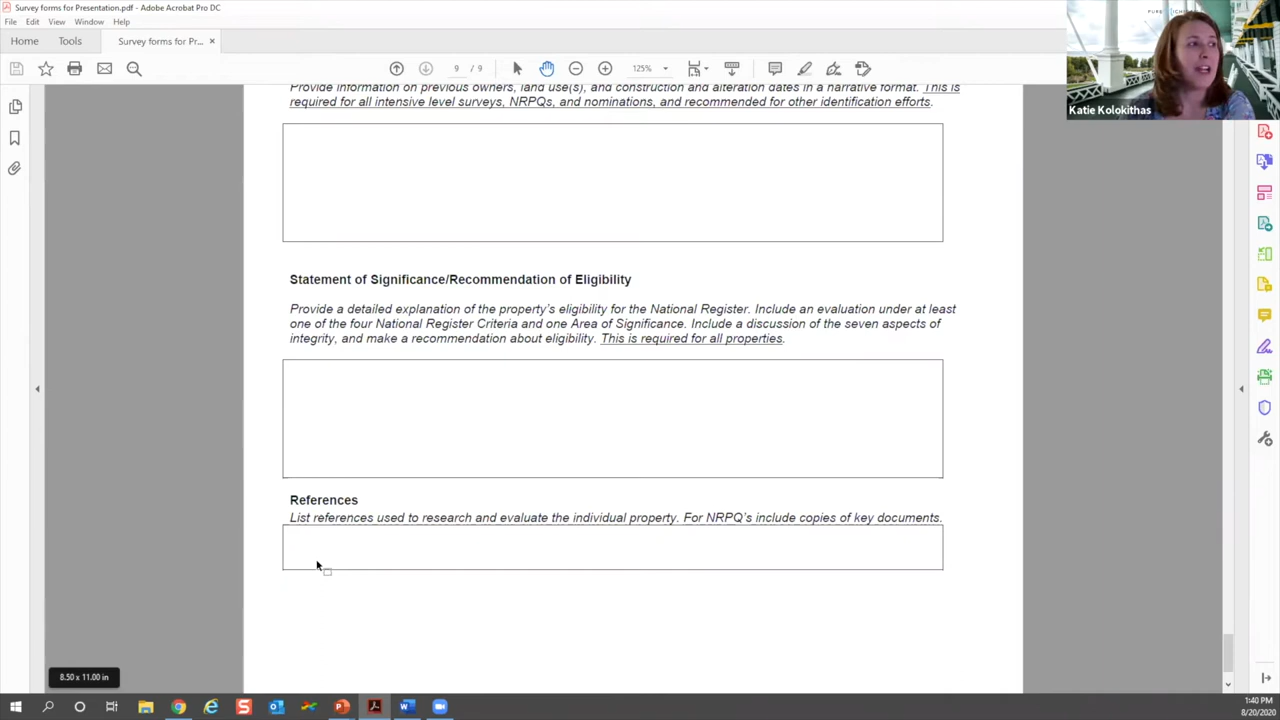 Survey forms for Presentation.pdf - Adobe Acrobat Pro DC
File Edit View Window Help
Home Tools Survey forms for Pr... ×
9 / 9 125%
Katie Kolokithas
Provide information on previous owners, land use(s), and construction and alteration dates in a narrative format. This is
required for all intensive level surveys, NRPQs, and nominations, and recommended for other identification efforts.
Statement of Significance/Recommendation of Eligibility
Provide a detailed explanation of the property's eligibility for the National Register. Include an evaluation under at least
one of the four National Register Criteria and one Area of Significance. Include a discussion of the seven aspects of
integrity, and make a recommendation about eligibility. This is required for all properties.
References
List references used to research and evaluate the individual property. For NRPQ's include copies of key documents.
8.50 x 11.00 in
1:40 PM
8/20/2020